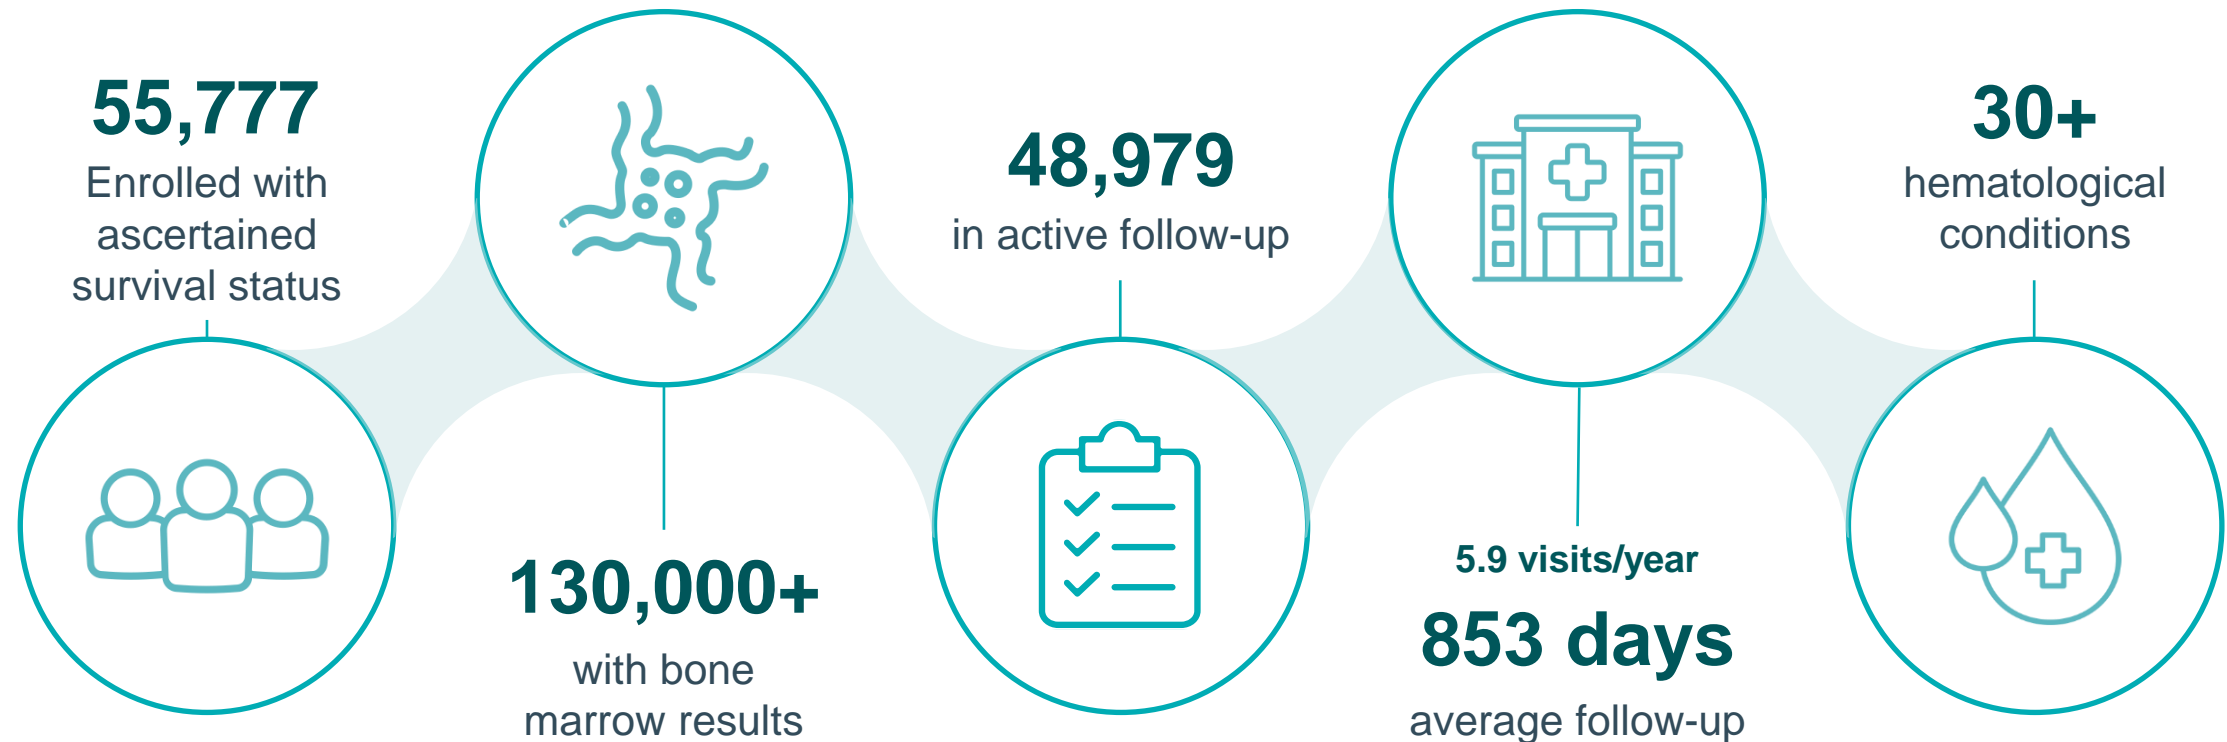 55,777
Enrolled with
ascertained
survival status
130,000+
with bone
marrow results
48,979
in active follow-up
5.9 visits/year
853 days
average follow-up
30+
hematological
conditions